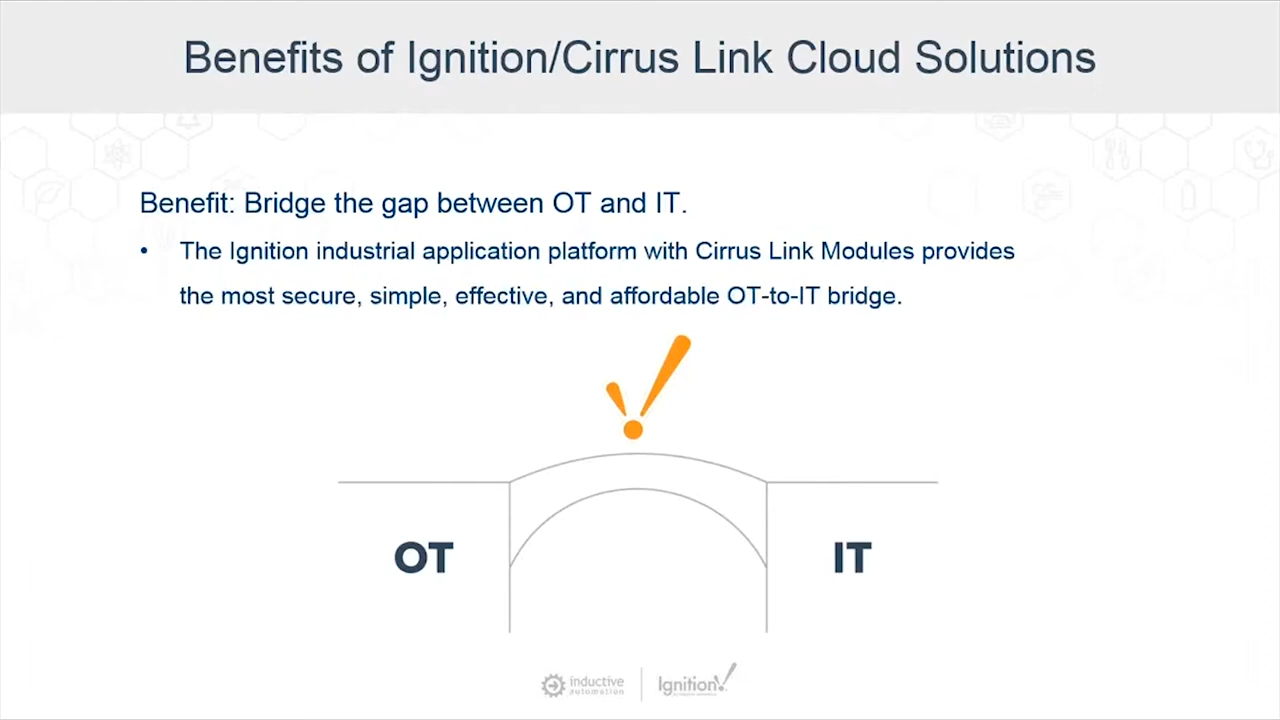 Benefits of Ignition/Cirrus Link Cloud Solutions
Benefit: Bridge the gap between OT and IT.
• The Ignition industrial application platform with Cirrus Link Modules provides
the most secure, simple, effective, and affordable OT-to-IT bridge.
OT
IT
inductive
automation
Ignition!